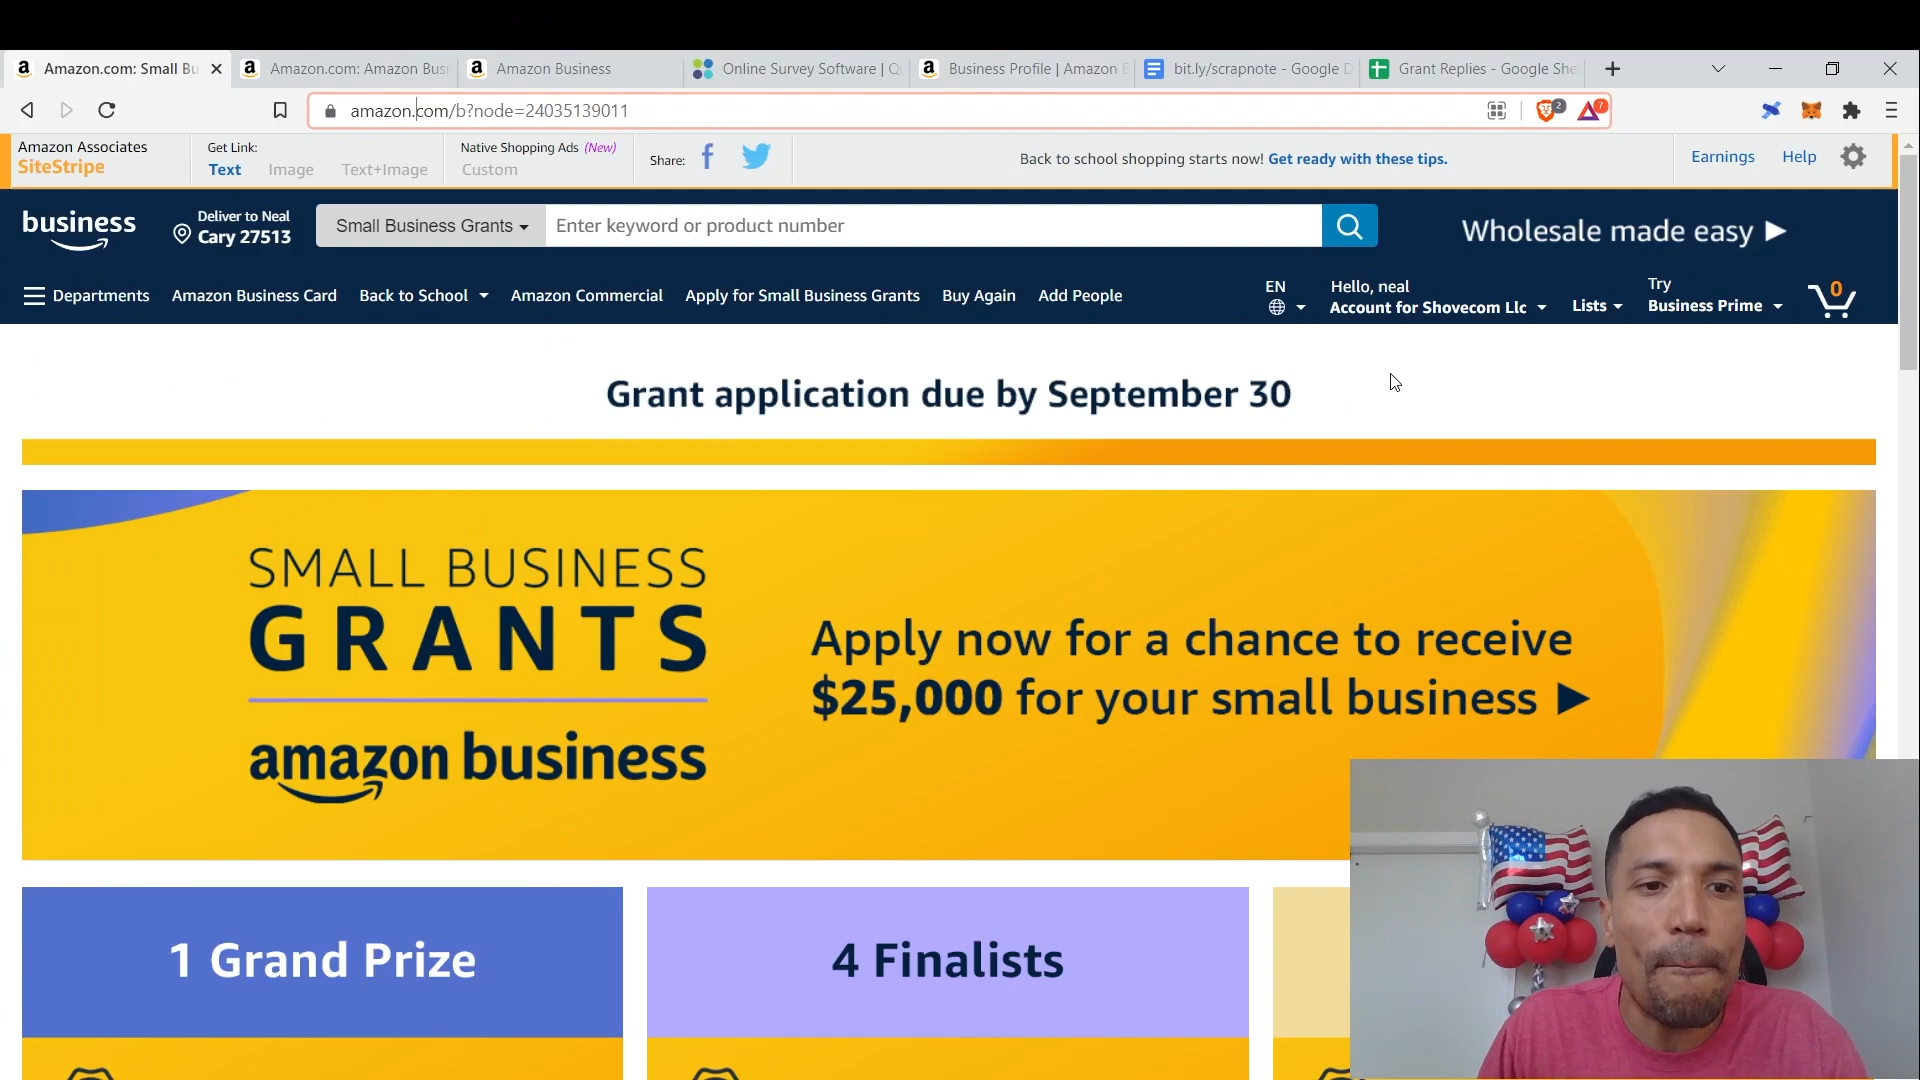 Amazon.com: Small Bu
Amazon.com: Amazon Busi
Amazon Business
Online Survey Software | Q
Business Profile | Amazon B
bit.ly/scrapnote - Google D
Grant Replies - Google She
amazon.com/b?node=24035139011
2
7
Amazon Associates
SiteStripe
Get Link:
Text
Image
Text+Image
Native Shopping Ads (New)
Custom
Share:
Back to school shopping starts now! Get ready with these tips.
Earnings
Help
business
Deliver to Neal
Cary 27513
Small Business Grants
Enter keyword or product number
Wholesale made easy
Departments
Amazon Business Card
Back to School
Amazon Commercial
Apply for Small Business Grants
Buy Again
Add People
EN
Hello, neal
Account for Shovecom Llc
Lists
Try
Business Prime
0
Grant application due by September 30
SMALL BUSINESS
GRANTS
amazon business
Apply now for a chance to receive
$25,000 for your small business
1 Grand Prize
4 Finalists